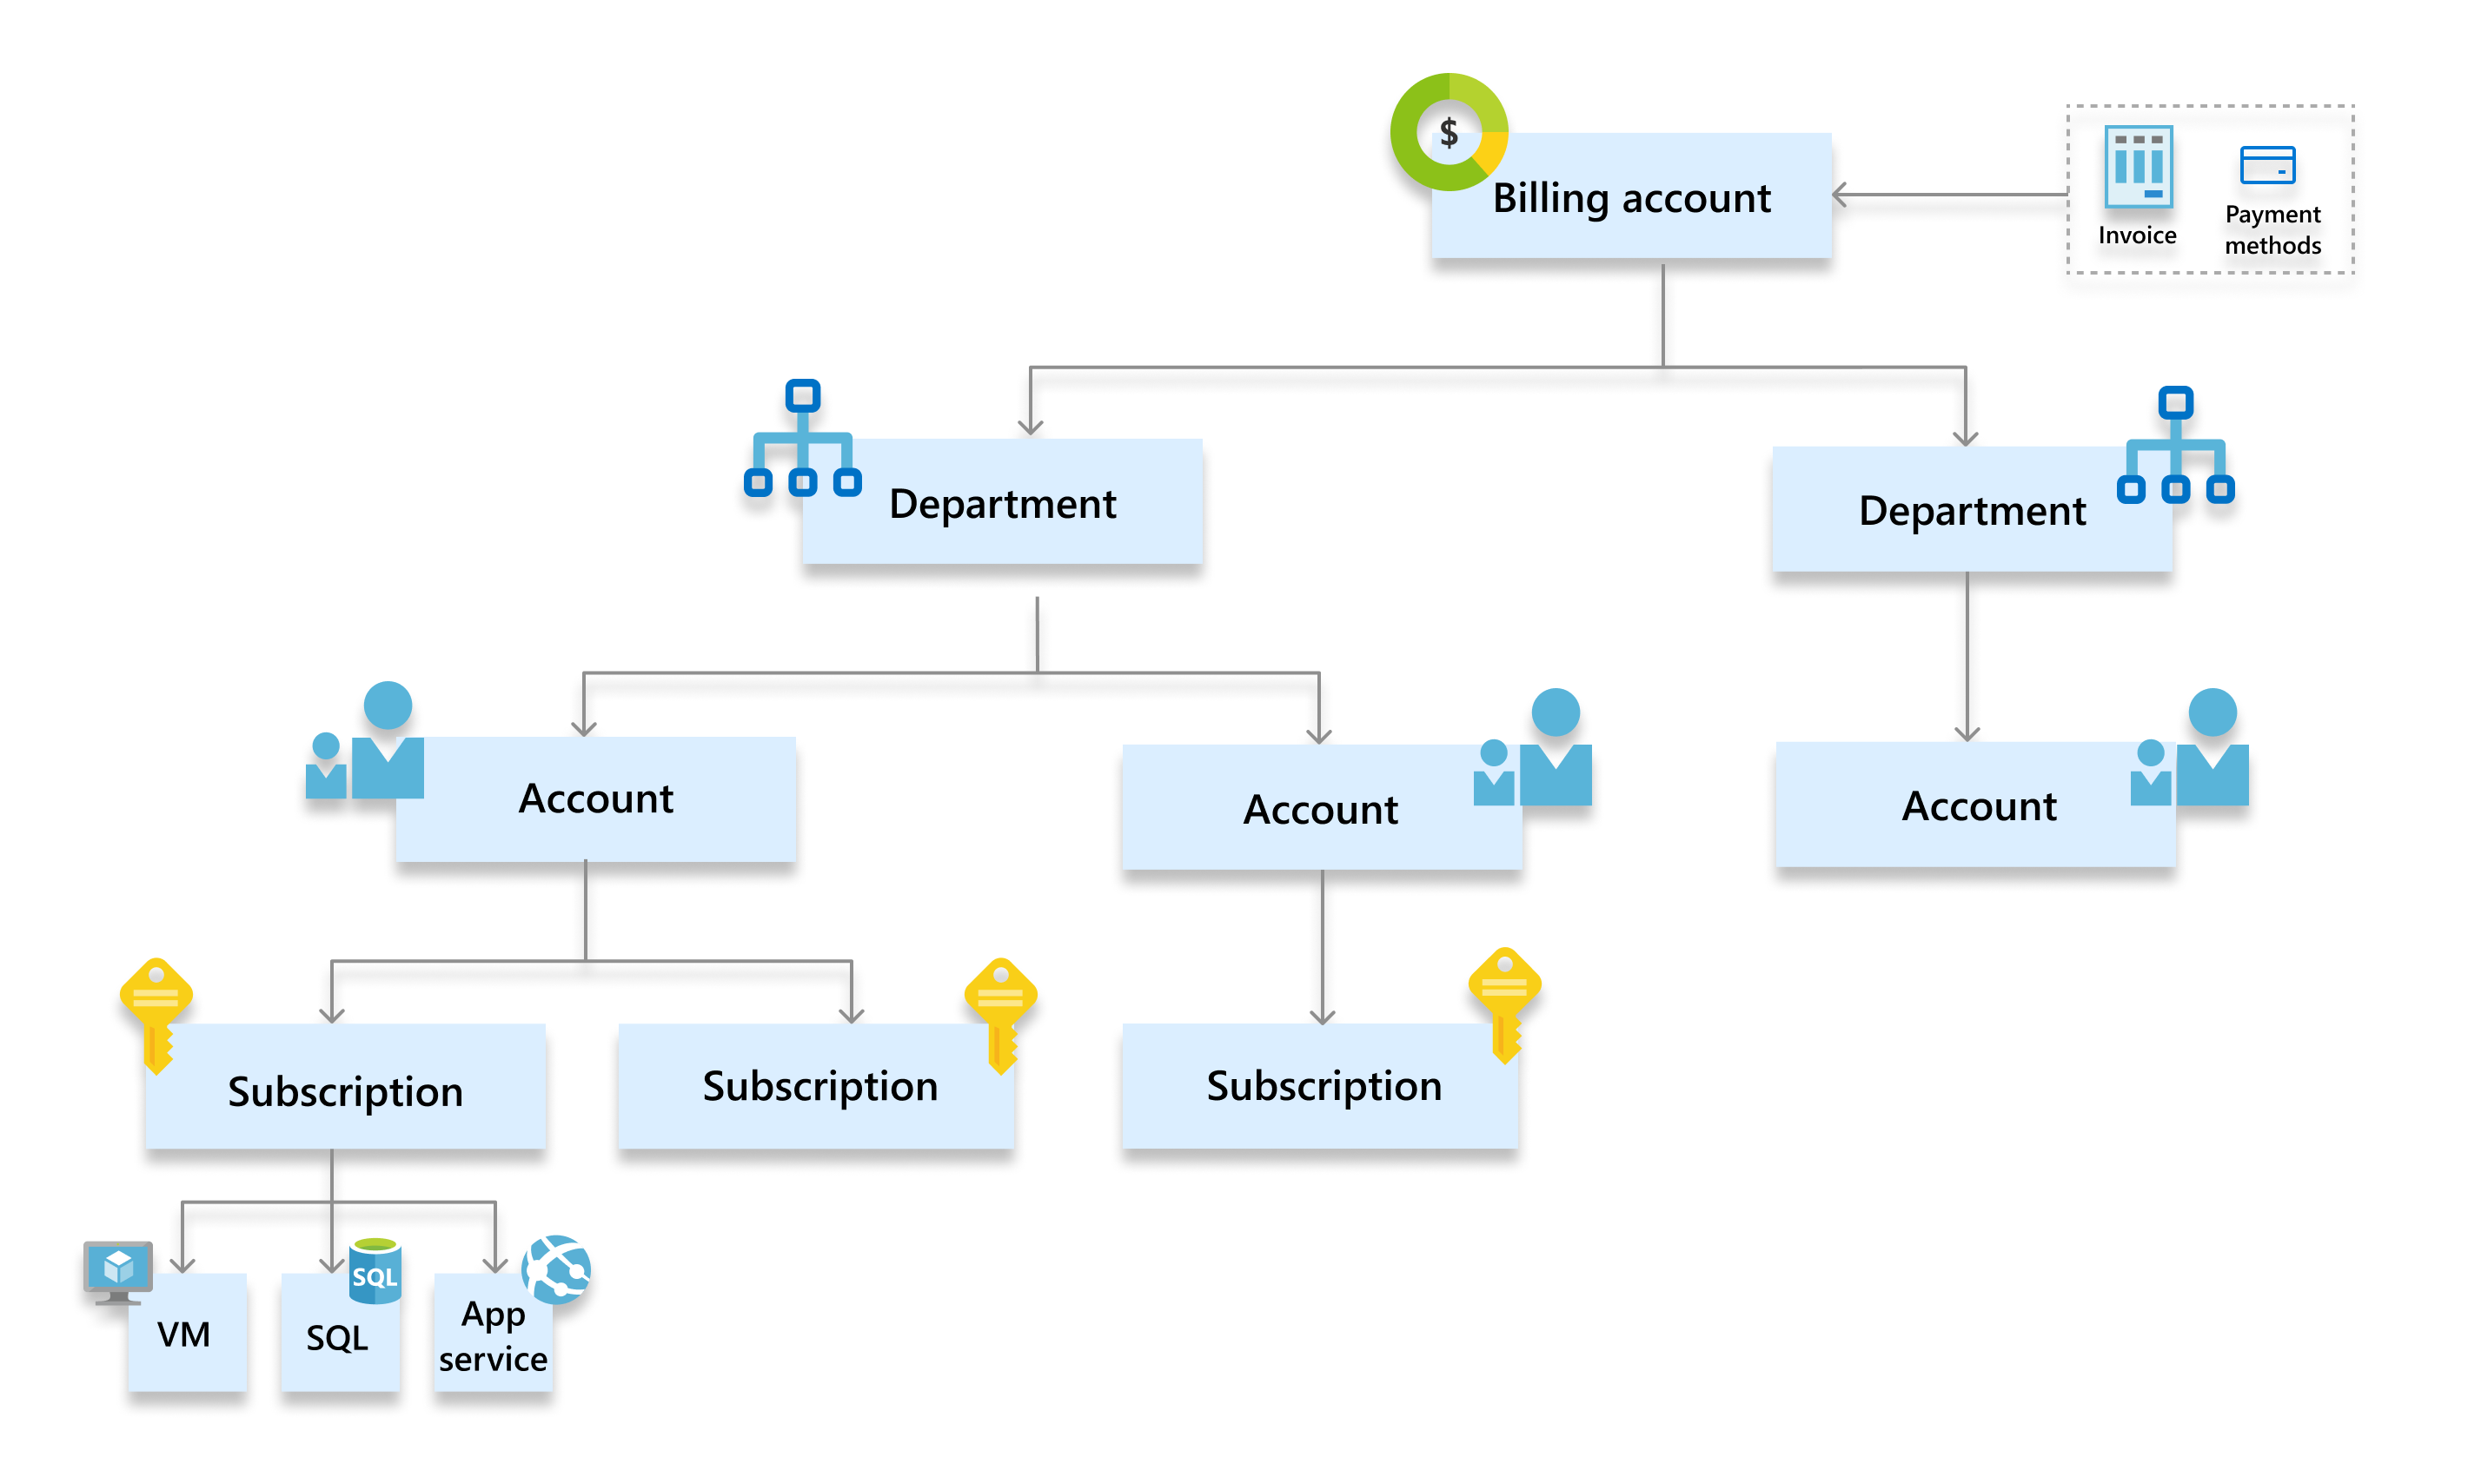 $
Billing account
Invoice
Payment
methods
Department
Department
Account
Account
Account
Subscription
Subscription
Subscription
VM
SQL
SQL
App
service